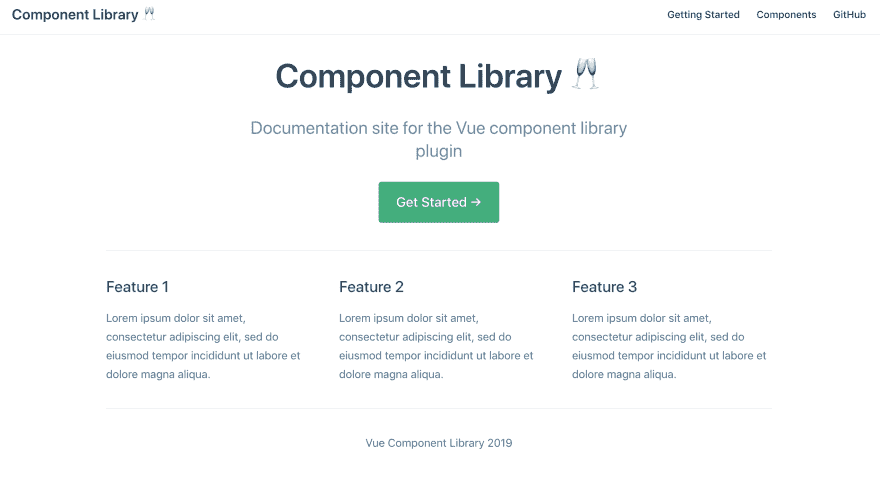 Component Library 🥂
Getting Started Components GitHub
Component Library 🥂
Documentation site for the Vue component library
plugin
Get Started →
Feature 1
Lorem ipsum dolor sit amet,
consectetur adipiscing elit, sed do
eiusmod tempor incididunt ut labore et
dolore magna aliqua.
Feature 2
Lorem ipsum dolor sit amet,
consectetur adipiscing elit, sed do
eiusmod tempor incididunt ut labore et
dolore magna aliqua.
Feature 3
Lorem ipsum dolor sit amet,
consectetur adipiscing elit, sed do
eiusmod tempor incididunt ut labore et
dolore magna aliqua.
Vue Component Library 2019